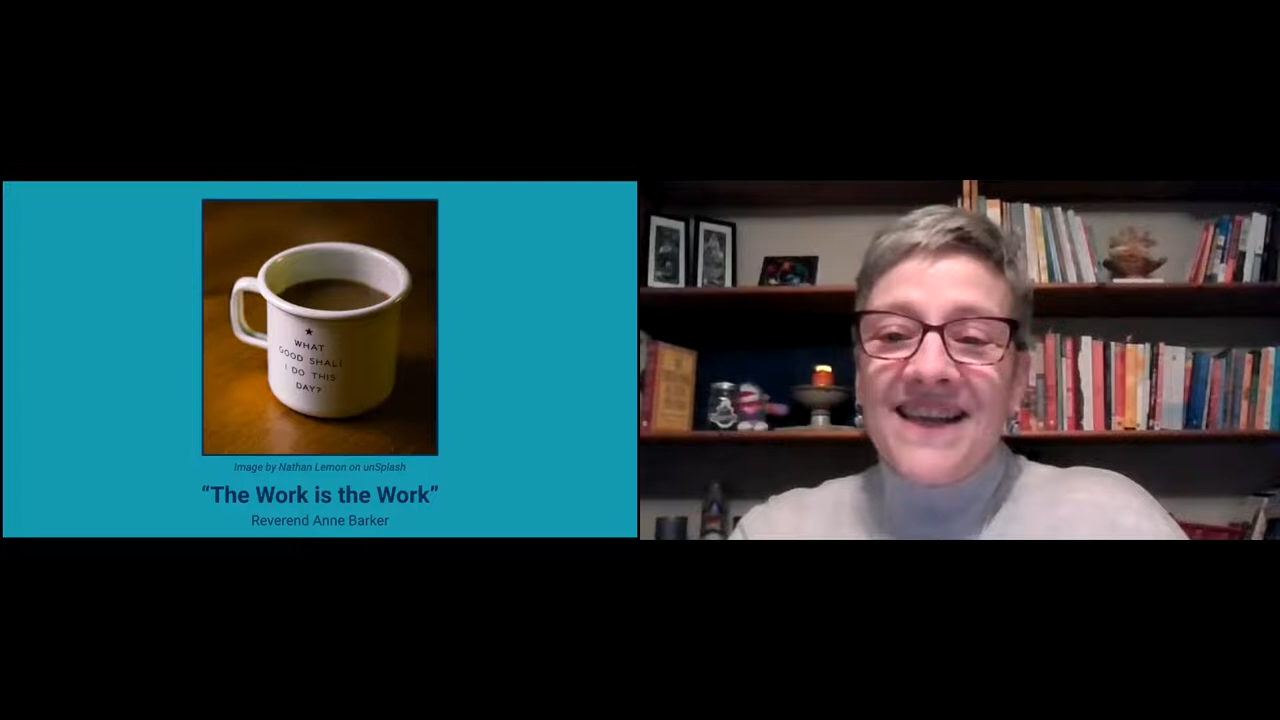 ★
WHAT
GOOD SHALL
I DO THIS
DAY?
Image by Nathan Lemon on unSplash
“The Work is the Work”
Reverend Anne Barker